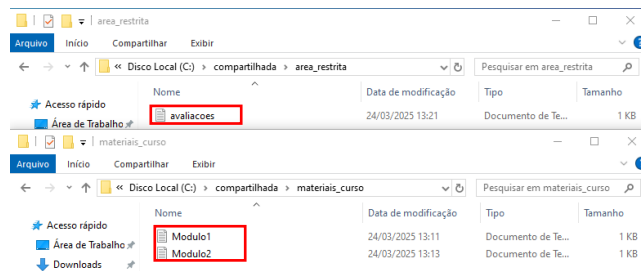 area_restrita
Arquivo Início Compartilhar Exibir
« Disco Local (C:) › compartilhada › area_restrita Pesquisar em area_restrita
Nome Data de modificação Tipo Tamanho
Acesso rápido
avaliacoes 24/03/2025 13:21 Documento de Te... 1 KB
Área de Trabalho
materiais_curso
Arquivo Início Compartilhar Exibir
« Disco Local (C:) › compartilhada › materiais_curso Pesquisar em materiais_curso
Nome Data de modificação Tipo Tamanho
Acesso rápido
Modulo1 24/03/2025 13:11 Documento de Te... 1 KB
Área de Trabalho
Modulo2 24/03/2025 13:13 Documento de Te... 1 KB
Downloads